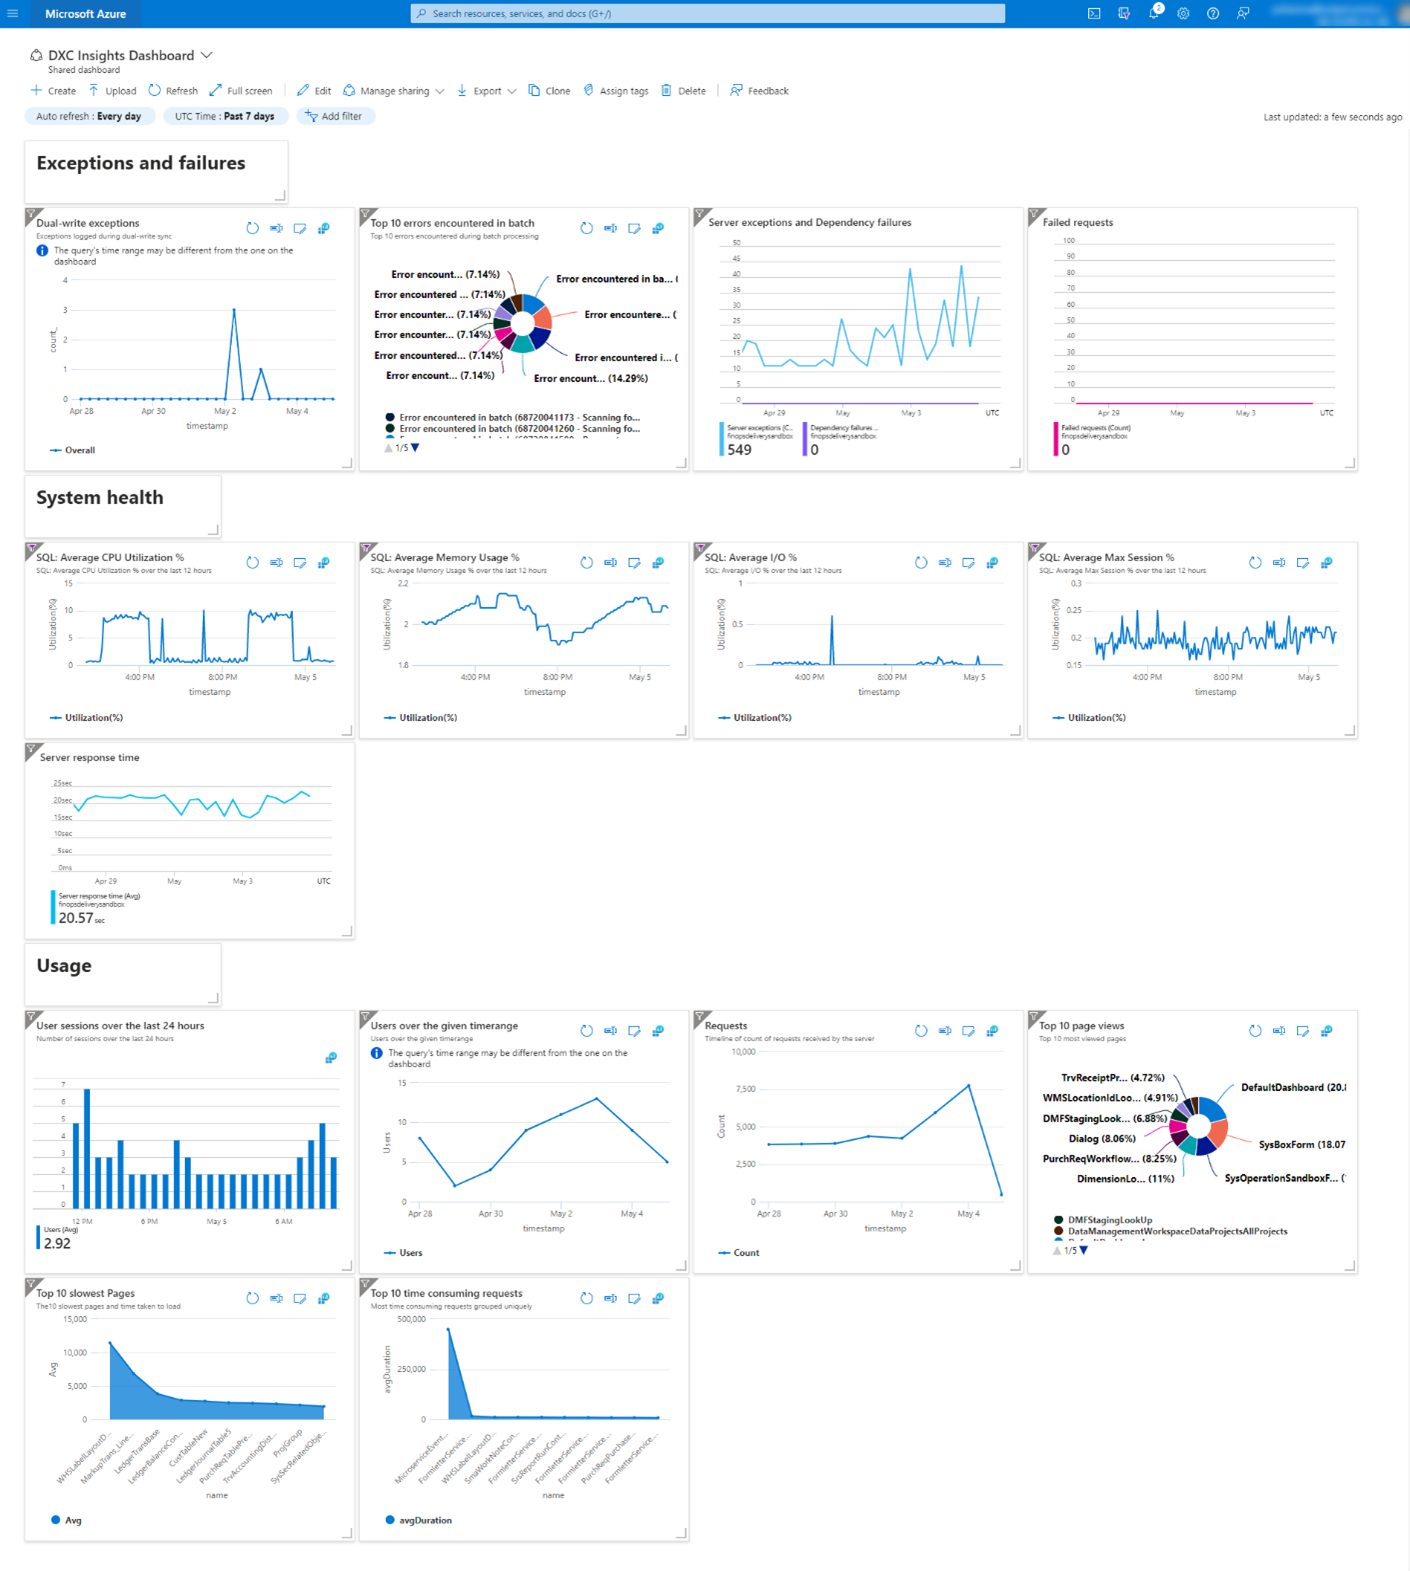 Microsoft Azure
Search resources, services, and docs (G+/)
2
DXC Insights Dashboard
Shared dashboard
Create Upload Refresh Full screen Edit Manage sharing Export Clone Assign tags Delete Feedback
Auto refresh : Every day UTC Time : Past 7 days Add filter
Last updated: a few seconds ago
Exceptions and failures
Dual-write exceptions
Exceptions logged during dual-write sync
The query's time range may be different from the one on the
dashboard
4
3
2
1
0
count_
Apr 28 Apr 30 May 2 May 4
timestamp
Overall
Top 10 errors encountered in batch
Top 10 errors encountered during batch processing
Error encount... (7.14%)
Error encountered ... (7.14%)
Error encounter... (7.14%)
Error encounter... (7.14%)
Error encountered... (7.14%)
Error encount... (7.14%)
Error encountered in ba... (
Error encountere... (
Error encountered i... (
Error encount... (14.29%)
Error encountered in batch (68720041173 - Scanning fo...
Error encountered in batch (68720041260 - Scanning fo...
1/5
Server exceptions and Dependency failures
50
45
40
35
30
25
20
15
10
5
0
Apr 29 May May 3 UTC
Server exceptions (C...
finopsdeliverysandbox
549
Dependency failures ...
finopsdeliverysandbox
0
Failed requests
100
90
80
70
60
50
40
30
20
10
0
Apr 29 May May 3 UTC
Failed requests (Count)
finopsdeliverysandbox
0
System health
SQL: Average CPU Utilization %
SQL: Average CPU Utilization % over the last 12 hours
15
10
5
0
Utilization(%)
4:00 PM 8:00 PM May 5
timestamp
Utilization(%)
SQL: Average Memory Usage %
SQL: Average Memory Usage % over the last 12 hours
2.2
2
1.8
Utilization(%)
4:00 PM 8:00 PM May 5
timestamp
Utilization(%)
SQL: Average I/O %
SQL: Average I/O % over the last 12 hours
1
0.5
0
Utilization(%)
4:00 PM 8:00 PM May 5
timestamp
Utilization(%)
SQL: Average Max Session %
SQL: Average Max Session % over the last 12 hours
0.3
0.25
0.2
0.15
Utilization(%)
4:00 PM 8:00 PM May 5
timestamp
Utilization(%)
Server response time
25sec
20sec
15sec
10sec
5sec
0ms
Apr 29 May May 3 UTC
Server response time (Avg)
finopsdeliverysandbox
20.57 sec
Usage
User sessions over the last 24 hours
Number of sessions over the last 24 hours
7
6
5
4
3
2
1
0
12 PM 6 PM May 5 6 AM
Users (Avg)
2.92
Users over the given timerange
Users over the given timerange
The query's time range may be different from the one on the
dashboard
15
10
5
0
Users
Apr 28 Apr 30 May 2 May 4
timestamp
Users
Requests
Timeline of count of requests received by the server
10,000
7,500
5,000
2,500
0
Count
Apr 28 Apr 30 May 2 May 4
timestamp
Count
Top 10 page views
Top 10 most viewed pages
TrvReceiptPr... (4.72%)
WMSLocationIdLoo... (4.91%)
DMFStagingLook... (6.88%)
Dialog (8.06%)
PurchReqWorkflow... (8.25%)
DimensionLo... (11%)
DefaultDashboard (20.
SysBoxForm (18.07
SysOperationSandboxF... (
DMFStagingLookUp
DataManagementWorkspaceDataProjectsAllProjects
1/5
Top 10 slowest Pages
The10 slowest pages and time taken to load
15,000
10,000
5,000
0
Avg
WHSLabelLayoutD...
MarkupTrans_Line...
LedgerTransBase
LedgerBalanceCon...
CustTableNew
LedgerJournalTable5
PurchReqTablePre...
TrvAccountingDist...
ProjGroup
SysSecRelatedObje...
name
Avg
Top 10 time consuming requests
Most time consuming requests grouped uniquely
500,000
250,000
0
avgDuration
MicroserviceEvent...
FormletterService...
WHSLabelLayoutD...
SmaWorkNoteCon...
FormletterService...
SrsReportRunCont...
FormletterService...
FormletterService...
PurchReqPurchase...
FormletterService...
name
avgDuration